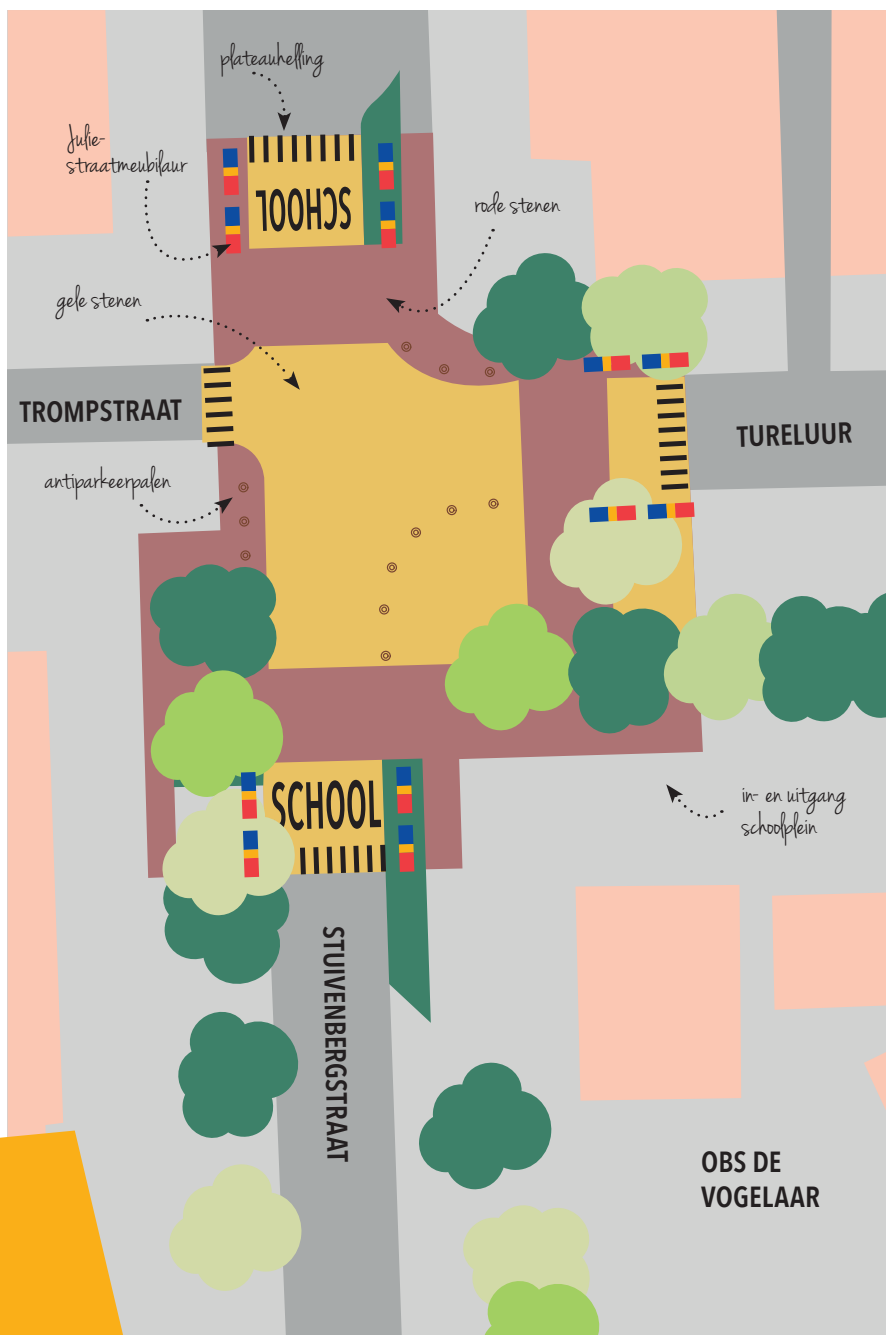 plateauhelling
Julie-
straatmeubilaur
SCHOOL
rode stenen
gele stenen
TROMPSTRAAT
TURELUUR
antiparkeerpalen
SCHOOL
in- en uitgang
schoolplein
STUIVENBERGSTRAAT
OBS DE
VOGELAAR